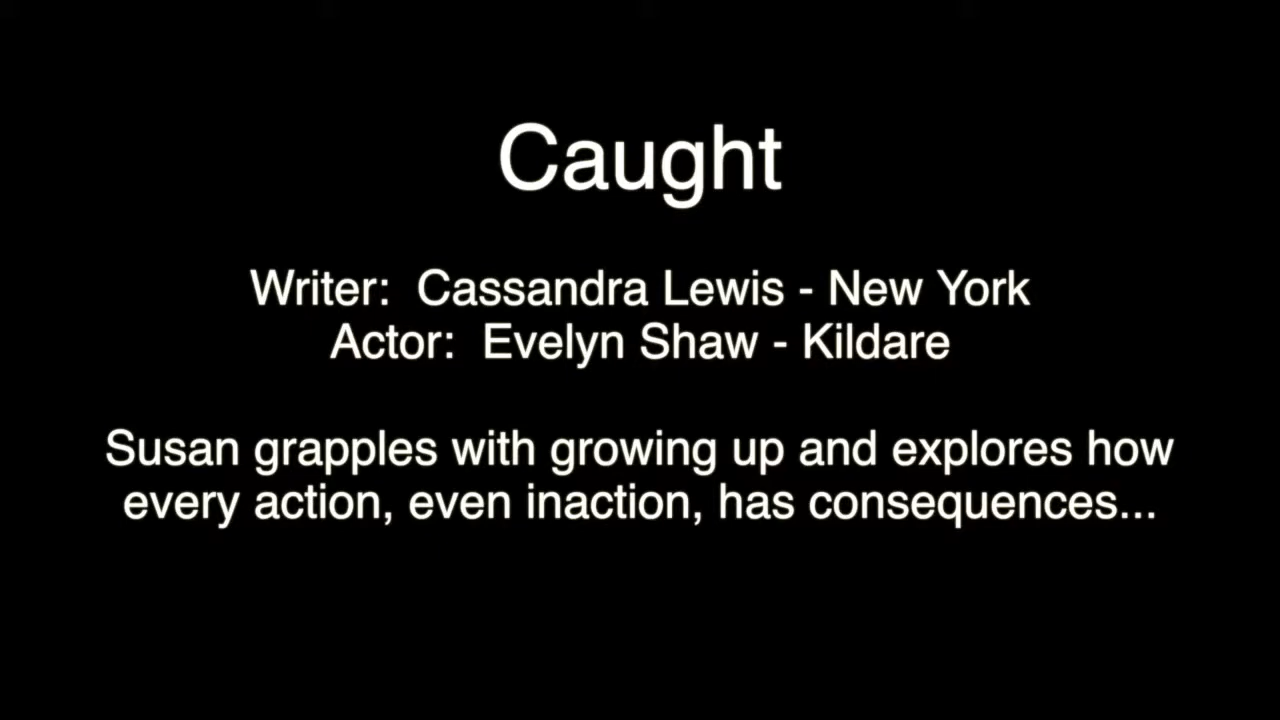 Caught
Writer:  Cassandra Lewis - New York
Actor:  Evelyn Shaw - Kildare
Susan grapples with growing up and explores how
every action, even inaction, has consequences...